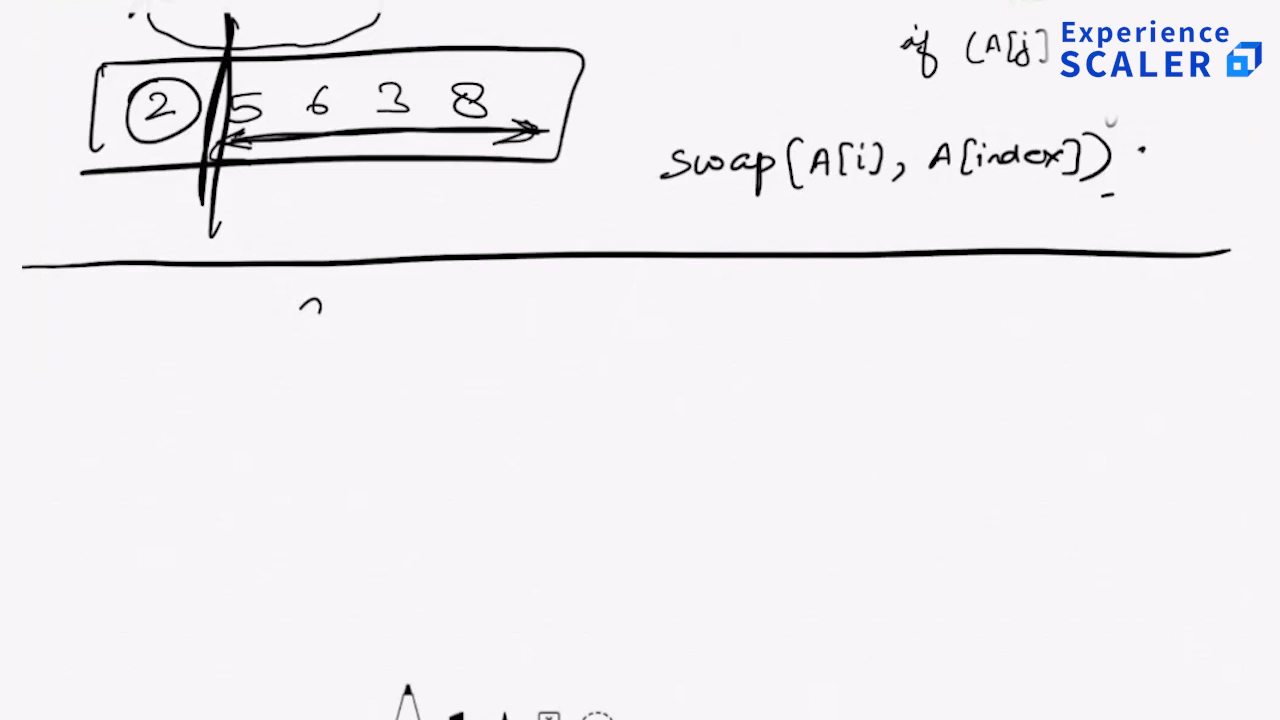 if (A[j]
Experience
SCALER
2 5 6 3 8
swap(A[i], A[index])